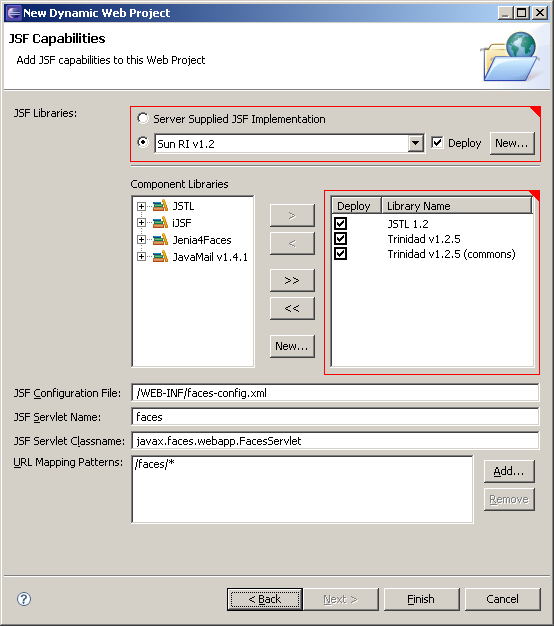 New Dynamic Web Project
JSF Capabilities
Add JSF capabilities to this Web Project
JSF Libraries:
Server Supplied JSF Implementation
Sun RI v1.2
Deploy
New...
Component Libraries
JSTL
iJSF
Jenia4Faces
JavaMail v1.4.1
>
<
>>
<<
New...
Deploy Library Name
JSTL 1.2
Trinidad v1.2.5
Trinidad v1.2.5 (commons)
JSF Configuration File: /WEB-INF/faces-config.xml
JSF Servlet Name: faces
JSF Servlet Classname: javax.faces.webapp.FacesServlet
URL Mapping Patterns: /faces/*
Add...
Remove
? < Back Next > Finish Cancel